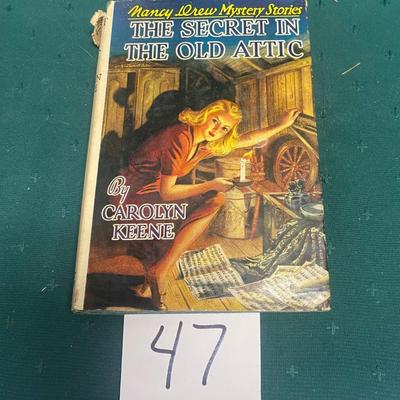 Nancy Drew Mystery Stories
THE SECRET IN
THE OLD ATTIC
By
CAROLYN
KEENE
47